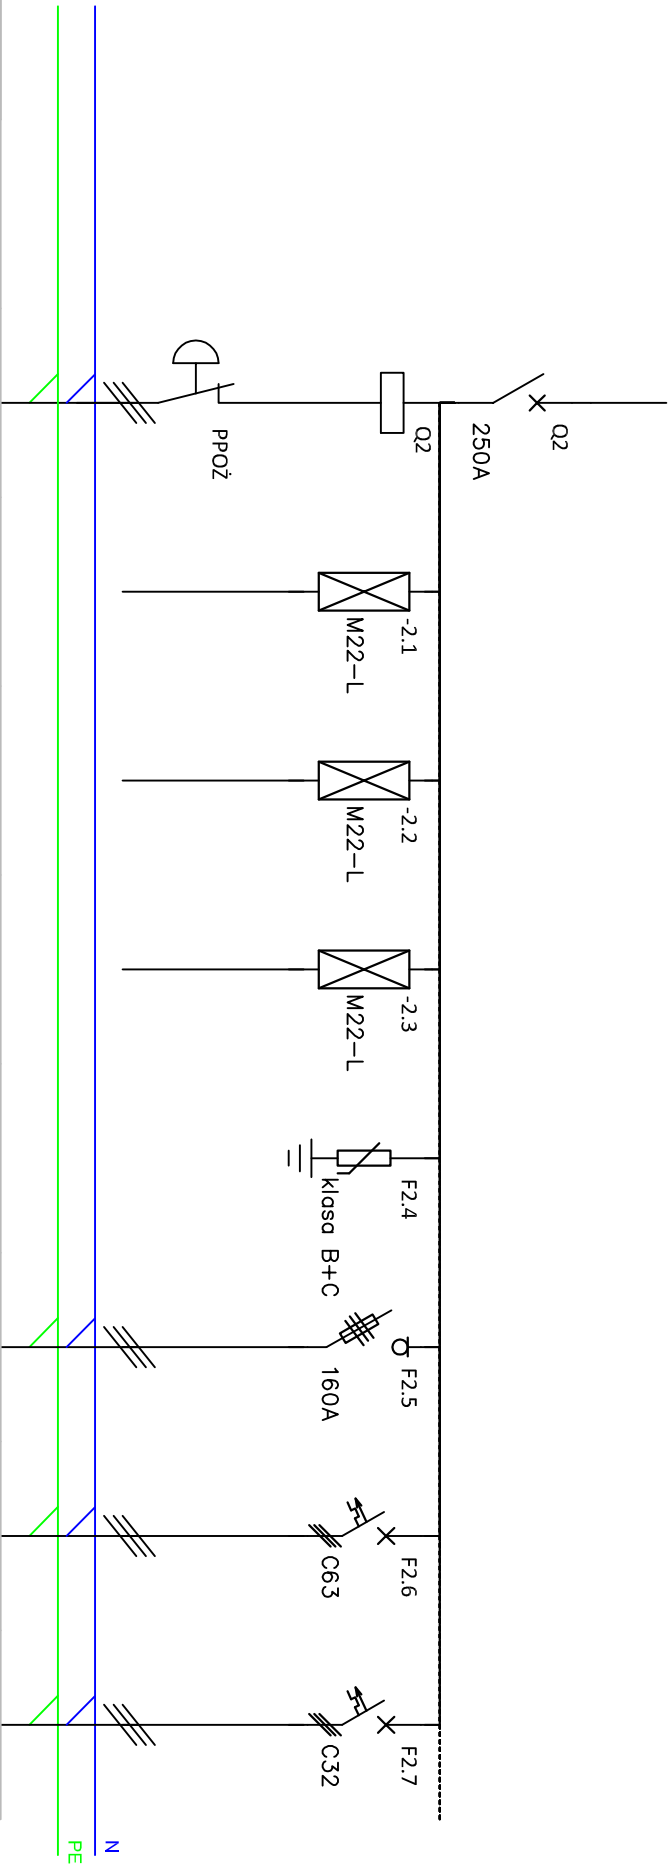 Q2
250A
Q2
PPOŻ
-2.1
M22-L
-2.2
M22-L
-2.3
M22-L
F2.4
klasa B+C
F2.5
160A
F2.6
C63
F2.7
C32
N
PE